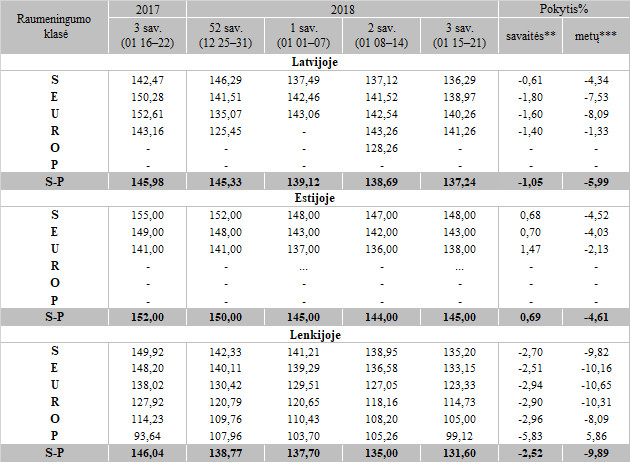 Raumeningumo klasė 2017 2018 Pokytis%
3 sav. (01 16–22) 52 sav. (12 25–31) 1 sav. (01 01–07) 2 sav. (01 08–14) 3 sav. (01 15–21) savaitės** metų***
Latvijoje
S 142,47 146,29 137,49 137,12 136,29 -0,61 -4,34
E 150,28 141,51 142,46 141,52 138,97 -1,80 -7,53
U 152,61 135,07 143,06 142,54 140,26 -1,60 -8,09
R 143,16 125,45 - 143,26 141,26 -1,40 -1,33
O - - - 128,26 - - -
P - - - - - - -
S-P 145,98 145,33 139,12 138,69 137,24 -1,05 -5,99
Estijoje
S 155,00 152,00 148,00 147,00 148,00 0,68 -4,52
E 149,00 148,00 143,00 142,00 143,00 0,70 -4,03
U 141,00 141,00 137,00 136,00 138,00 1,47 -2,13
R - - ... - ... - -
O - - - - - - -
P - - - - - - -
S-P 152,00 150,00 145,00 144,00 145,00 0,69 -4,61
Lenkijoje
S 149,92 142,33 141,21 138,95 135,20 -2,70 -9,82
E 148,20 140,11 139,29 136,58 133,15 -2,51 -10,16
U 138,02 130,42 129,51 127,05 123,33 -2,94 -10,65
R 127,92 120,79 120,65 118,16 114,73 -2,90 -10,31
O 114,23 109,76 110,43 108,20 105,00 -2,96 -8,09
P 93,64 107,96 103,70 105,26 99,12 -5,83 5,86
S-P 146,04 138,77 137,70 135,00 131,60 -2,52 -9,89